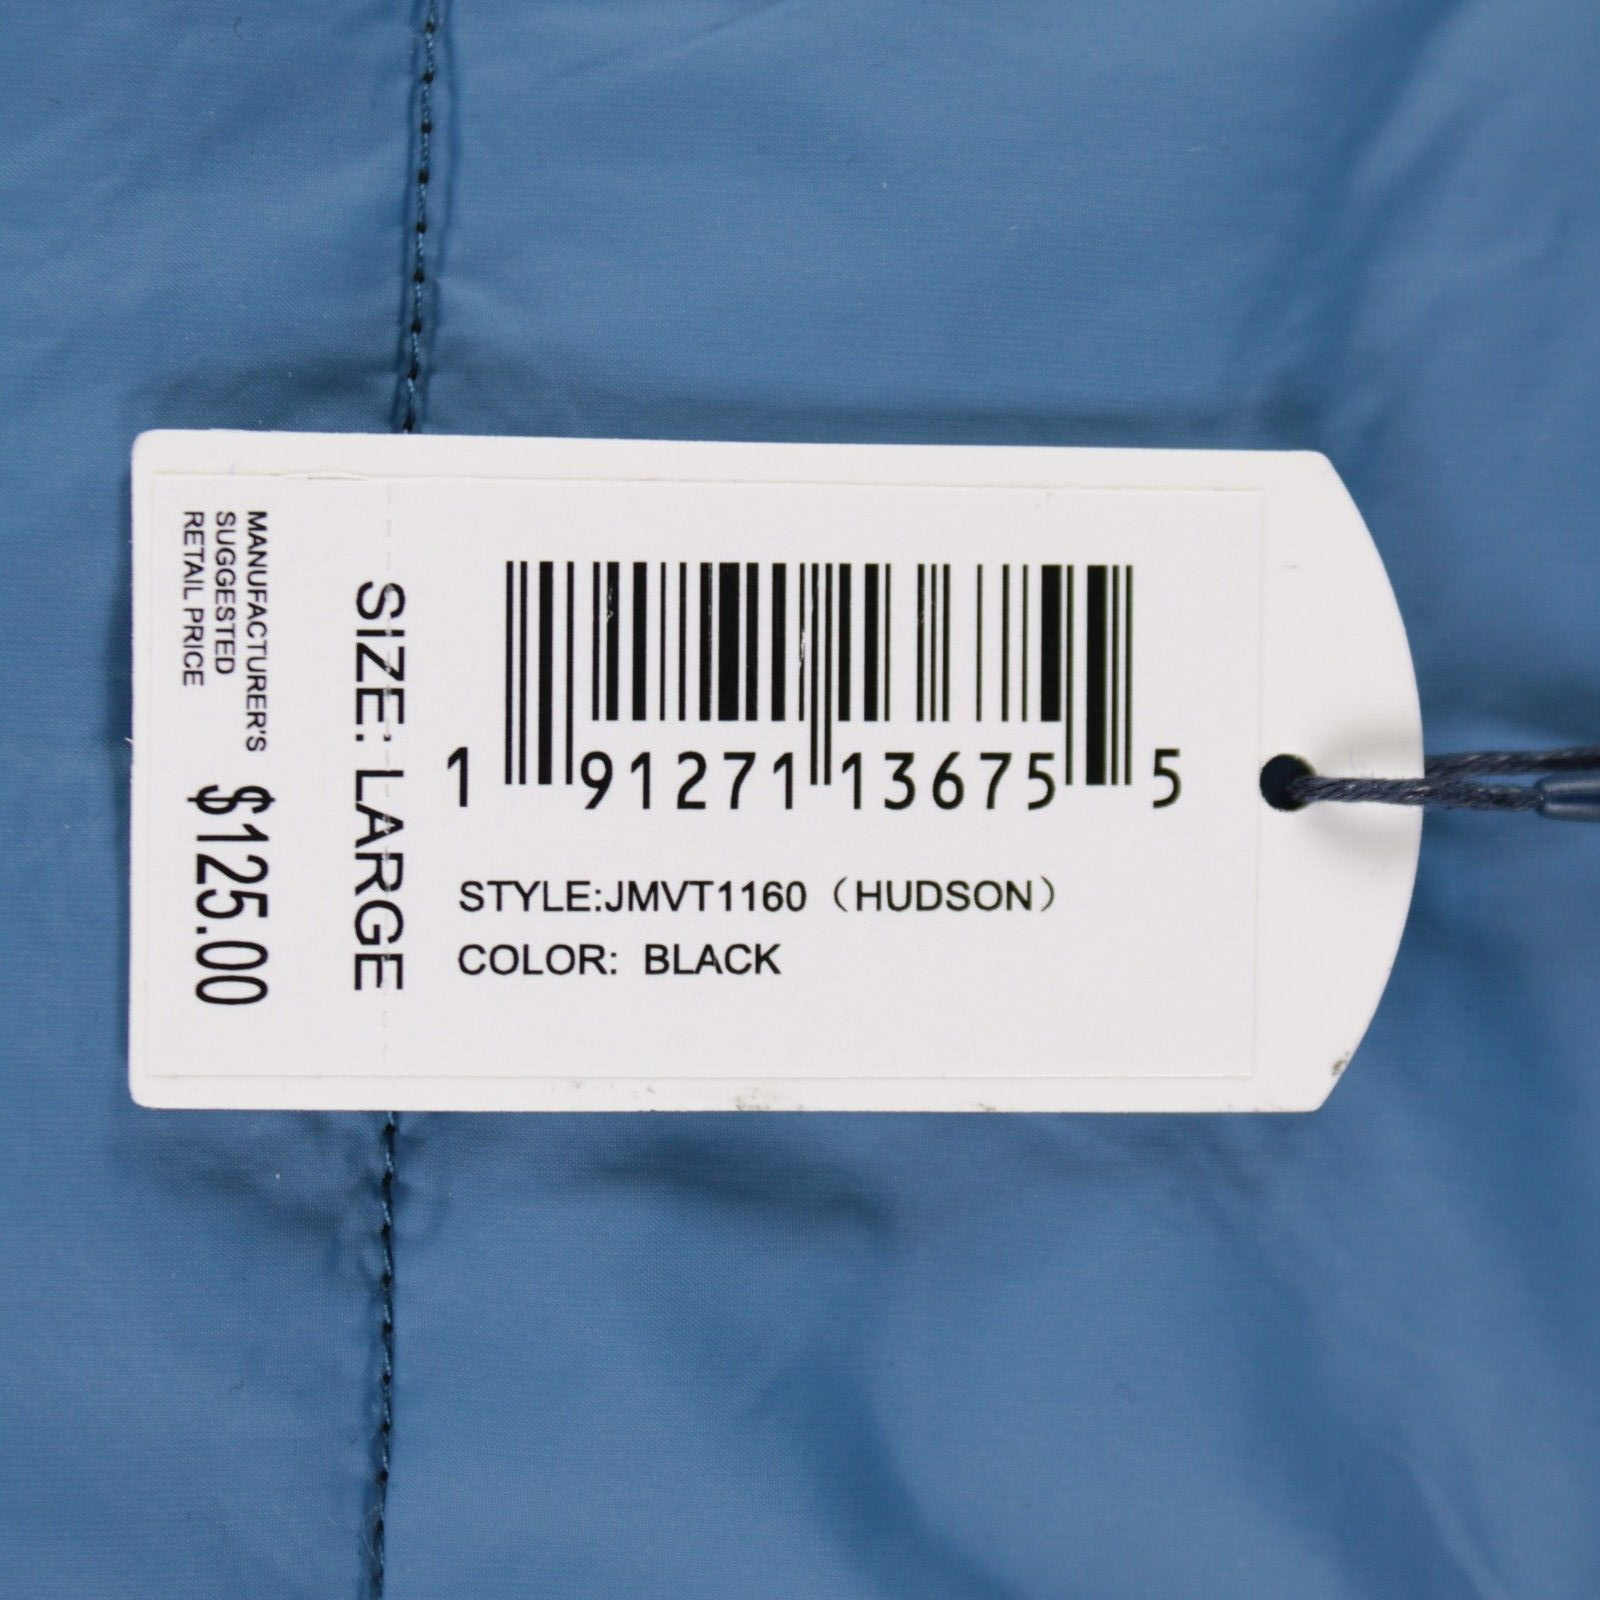 1 91271 13675 5
STYLE:JMVT1160（HUDSON）
COLOR: BLACK
SIZE: LARGE
MANUFACTURER'S
SUGGESTED
RETAIL PRICE
$125.00